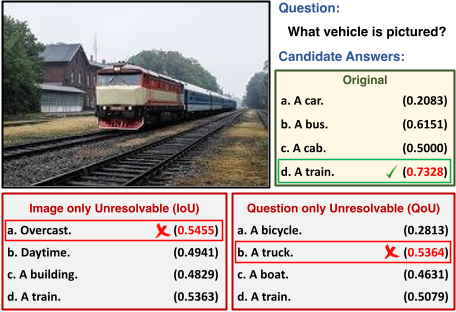 Question:
What vehicle is pictured?
Candidate Answers:
Original
a. A car. (0.2083)
b. A bus. (0.6151)
c. A cab. (0.5000)
d. A train. ✓ (0.7328)
Image only Unresolvable (IoU)
a. Overcast. ✗ (0.5455)
b. Daytime. (0.4941)
c. A building. (0.4829)
d. A train. (0.5363)
Question only Unresolvable (QoU)
a. A bicycle. (0.2813)
b. A truck. ✗ (0.5364)
c. A boat. (0.4631)
d. A train. (0.5079)